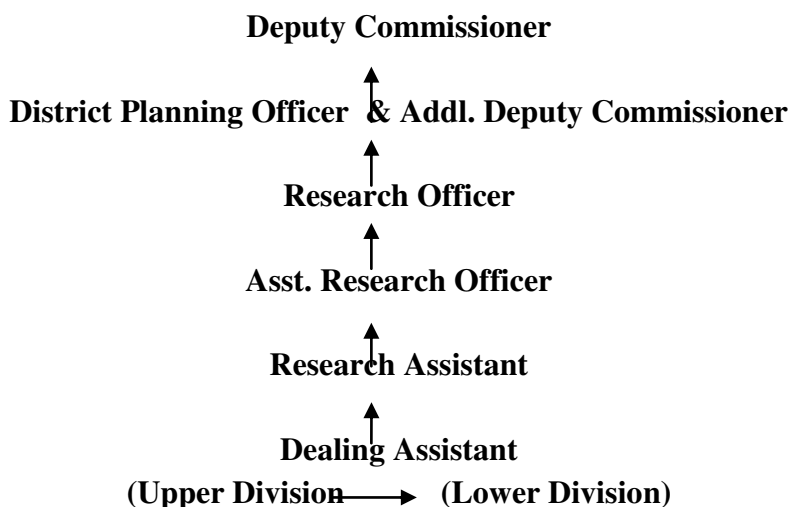 Deputy Commissioner
District Planning Officer & Addl. Deputy Commissioner
Research Officer
Asst. Research Officer
Research Assistant
Dealing Assistant
(Upper Division (Lower Division)